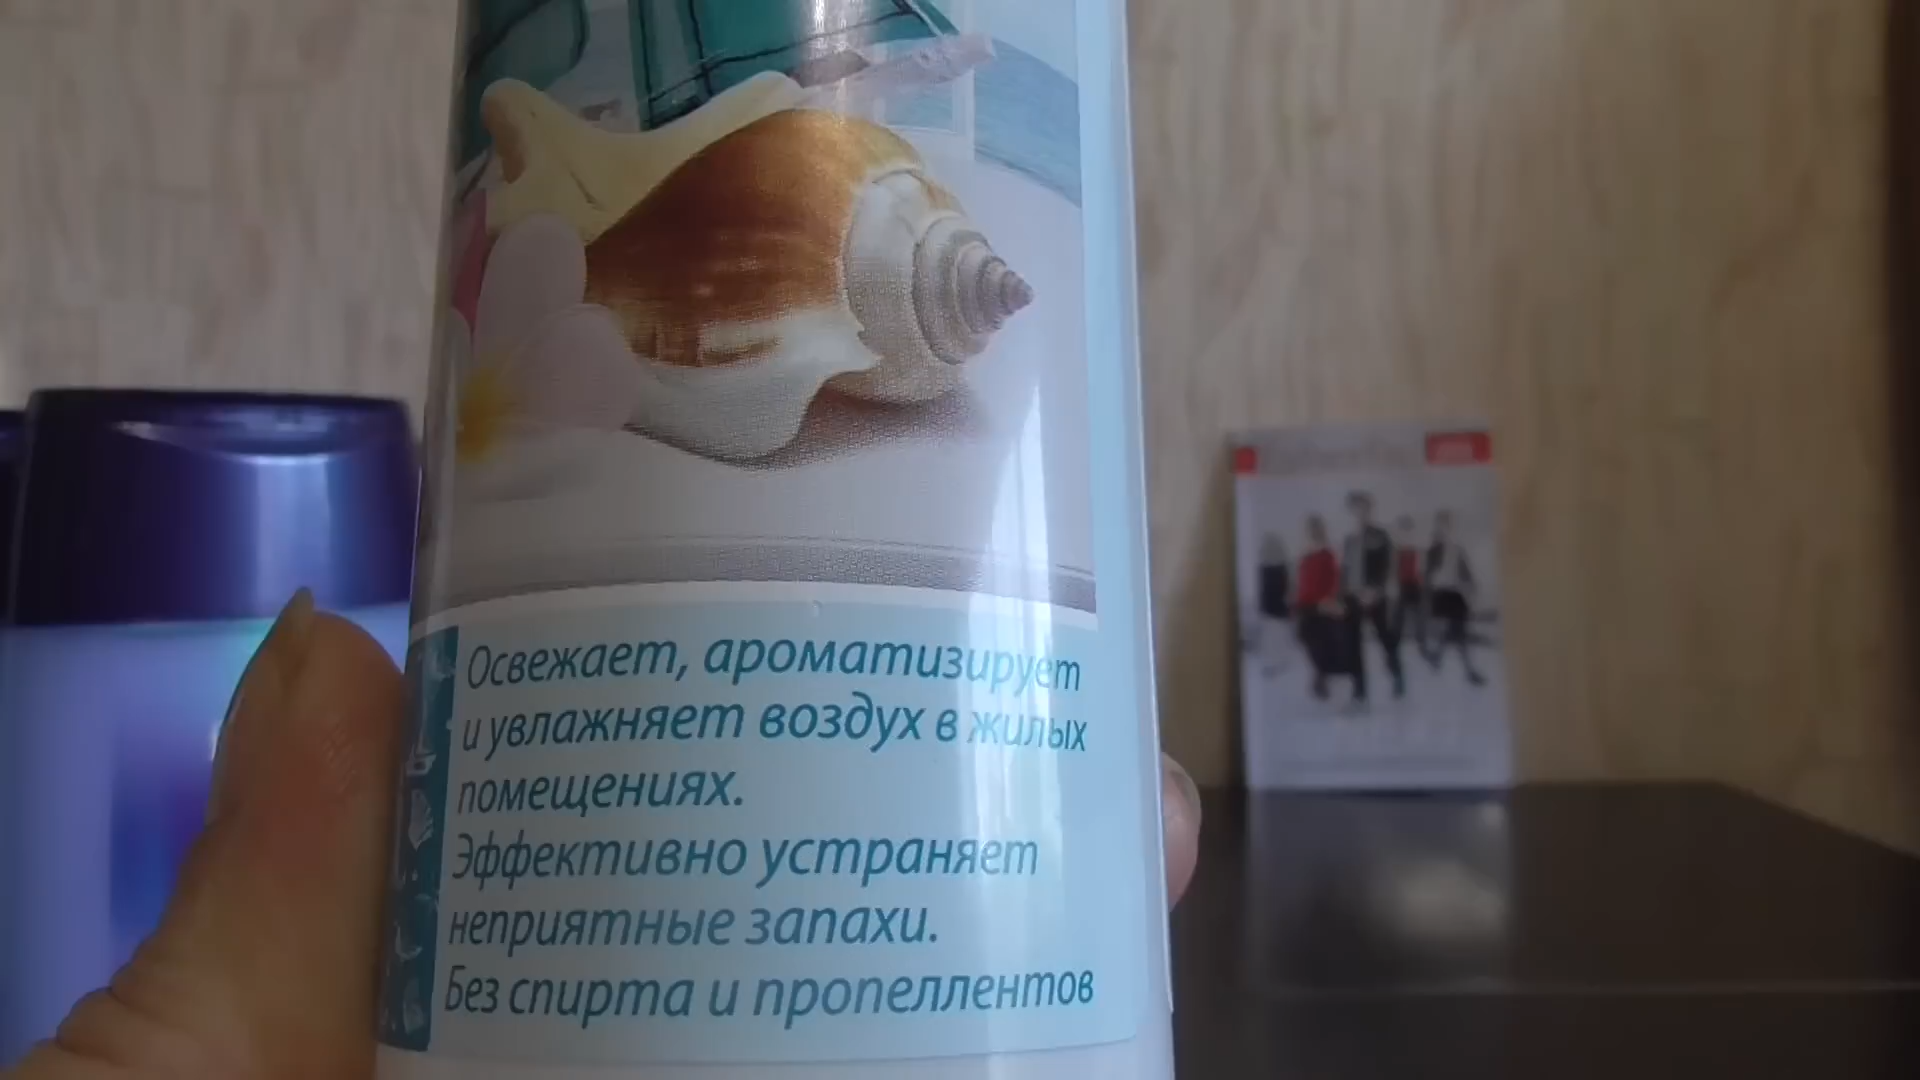 Освежает, ароматизирует
и увлажняет воздух в жилых
помещениях.
Эффективно устраняет
неприятные запахи.
Без спирта и пропеллентов